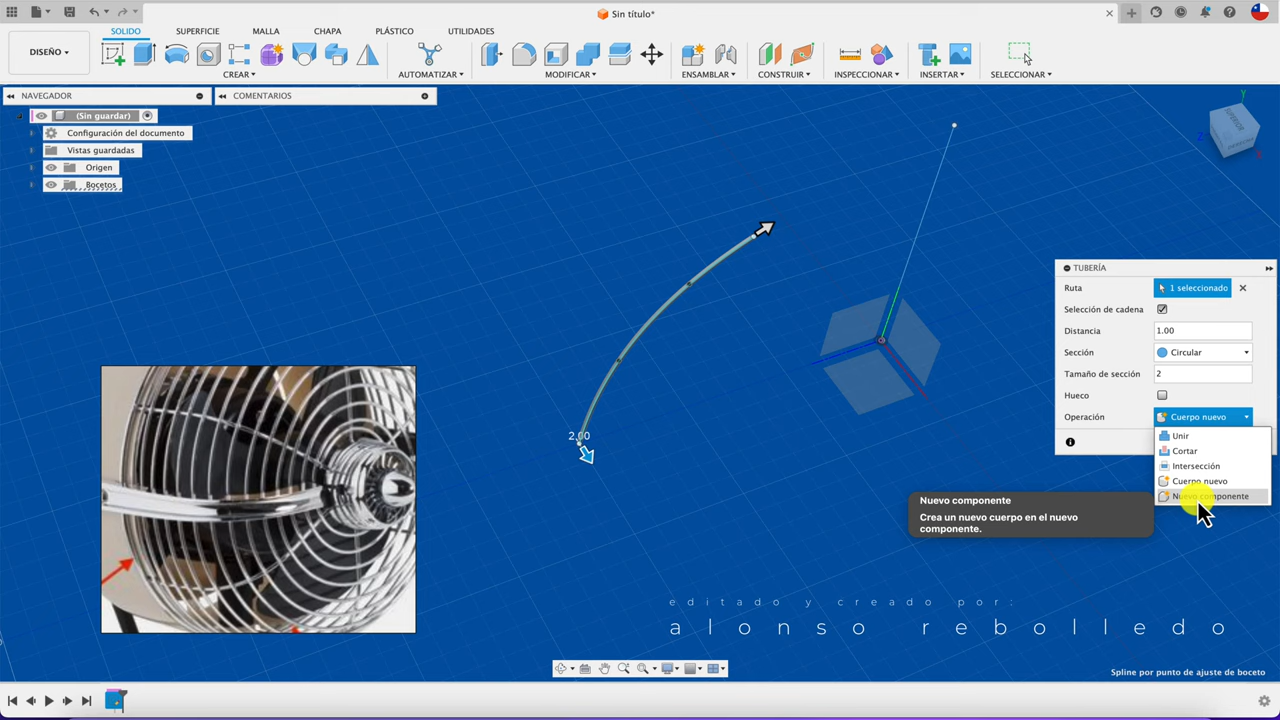 Sin título*
DISEÑO
SÓLIDO
SUPERFICIE
MALLA
CHAPA
PLÁSTICO
UTILIDADES
CREAR
AUTOMATIZAR
MODIFICAR
ENSAMBLAR
CONSTRUIR
INSPECCIONAR
INSERTAR
SELECCIONAR
NAVEGADOR
COMENTARIOS
(Sin guardar)
Configuración del documento
Vistas guardadas
Origen
Bocetos
Y
Z
X
2.00
TUBERÍA
Ruta
1 seleccionado
Selección de cadena
Distancia
1.00
Sección
Circular
Tamaño de sección
2
Hueco
Operación
Cuerpo nuevo
Unir
Cortar
Intersección
Cuerpo nuevo
Nuevo componente
Nuevo componente
Crea un nuevo cuerpo en el nuevo
componente.
editado y creado por:
alonso rebolledo
Spline por punto de ajuste de boceto